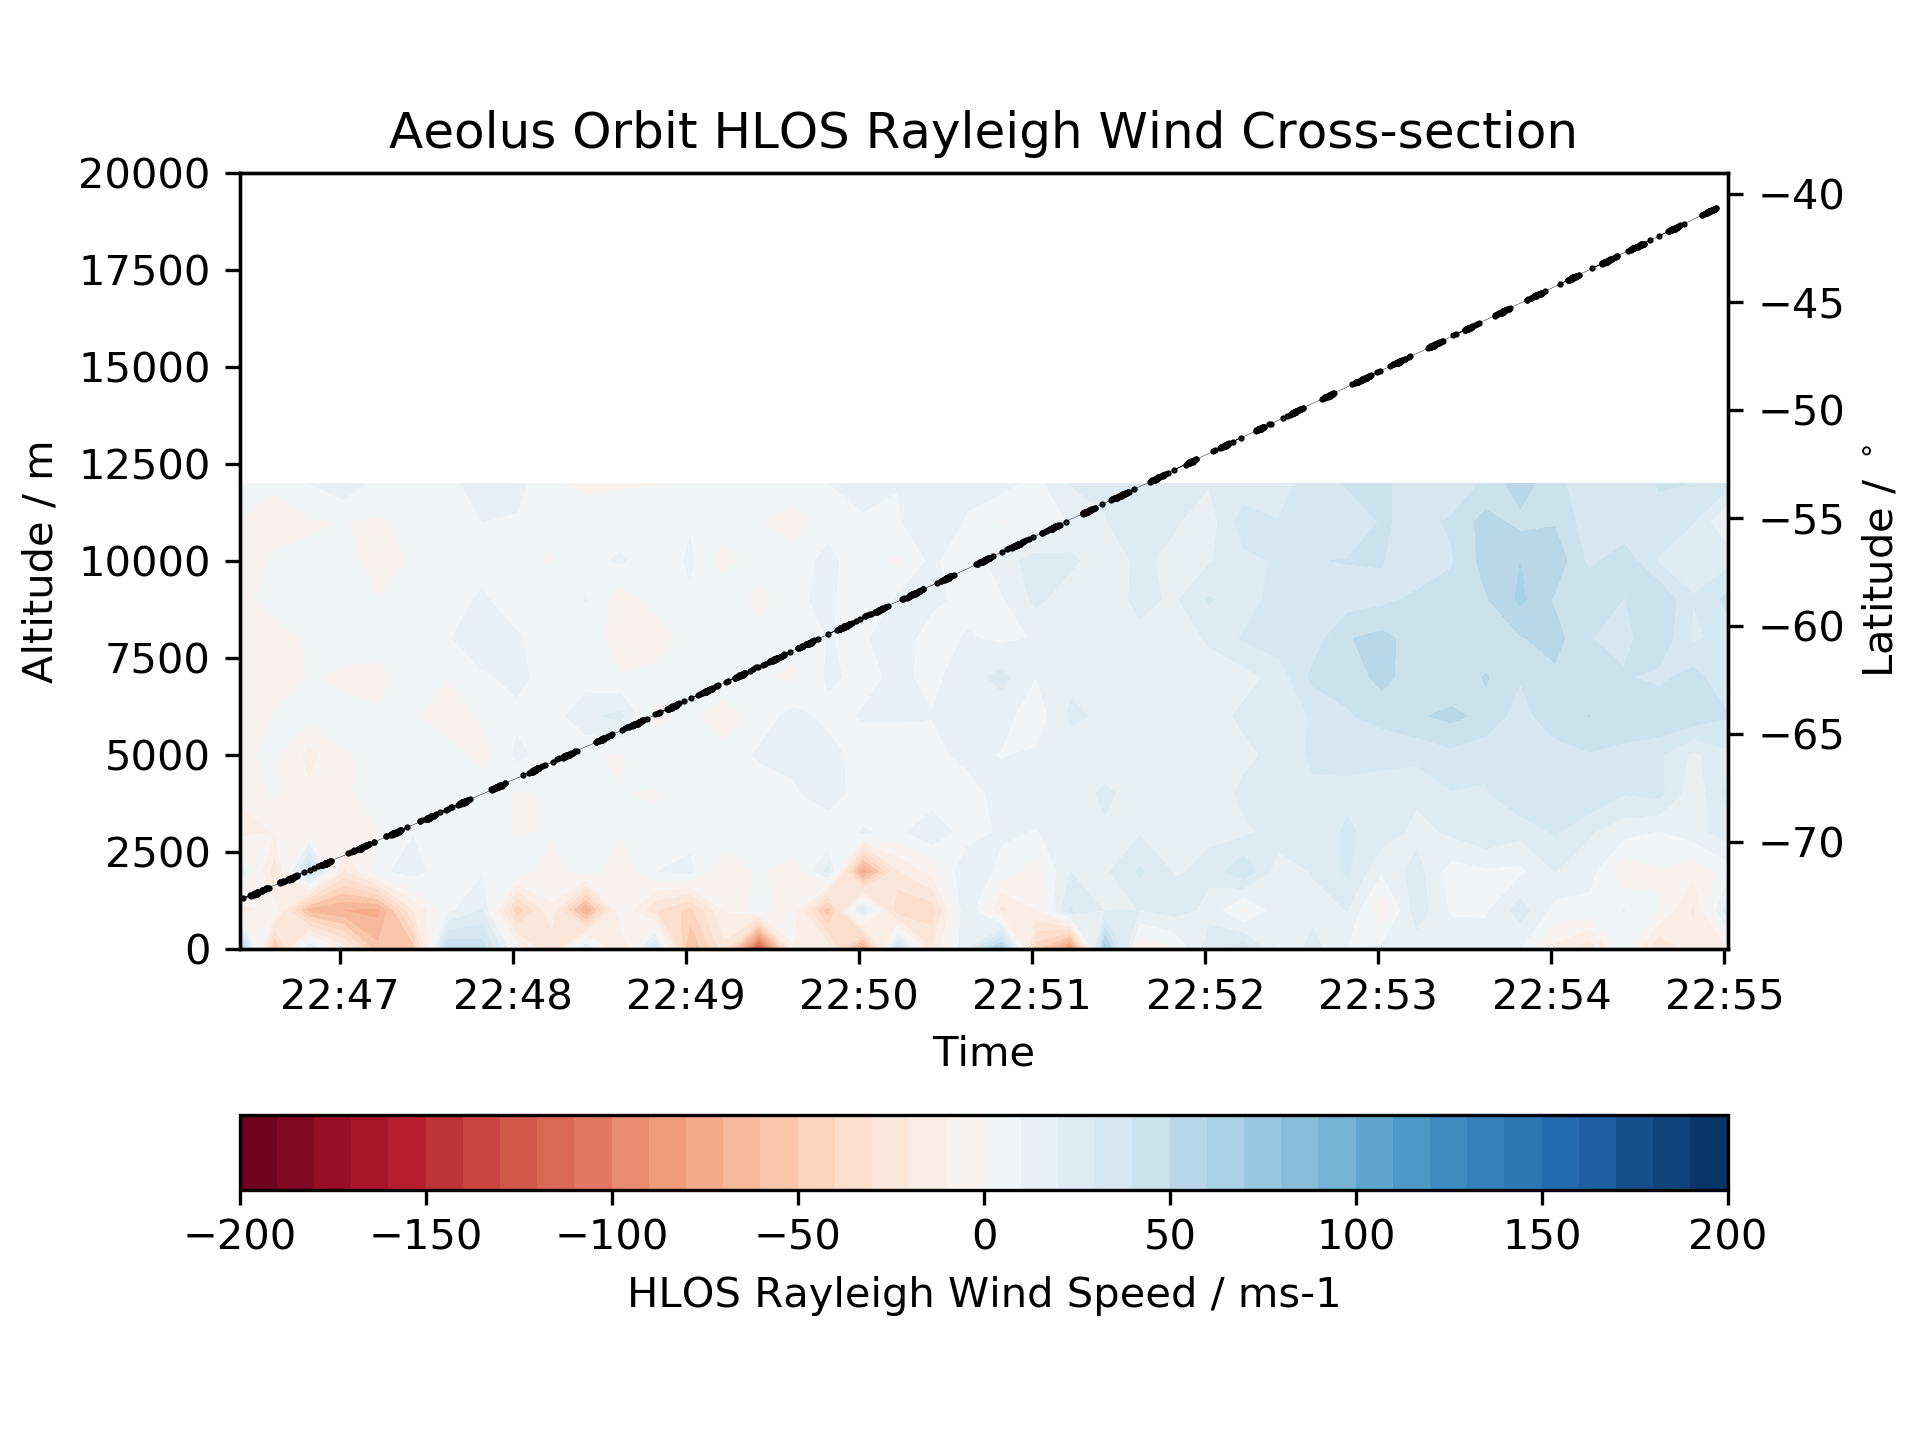 Aeolus Orbit HLOS Rayleigh Wind Cross-section
20000
17500
15000
12500
10000
7500
5000
2500
0
Altitude / m
−40
−45
−50
−55
−60
−65
−70
Latitude / °
22:47 22:48 22:49 22:50 22:51 22:52 22:53 22:54 22:55
Time
−200 −150 −100 −50 0 50 100 150 200
HLOS Rayleigh Wind Speed / ms-1